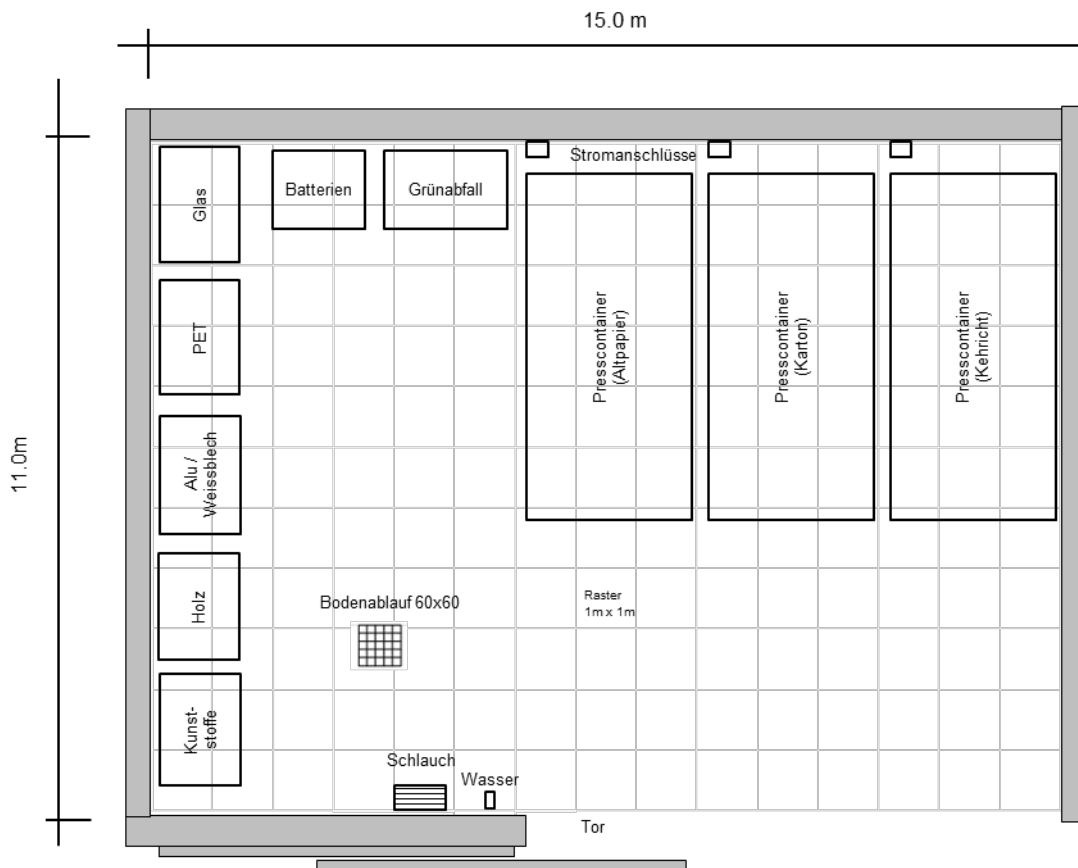 15.0 m
11.0m
Stromanschlüsse
Glas
Batterien
Grünabfall
PET
Presscontainer
(Altpapier)
Presscontainer
(Karton)
Presscontainer
(Kehricht)
Alu /
Weissblech
Holz
Bodenablauf 60x60
Raster
1m x 1m
Kunst-
stoffe
Schlauch
Wasser
Tor